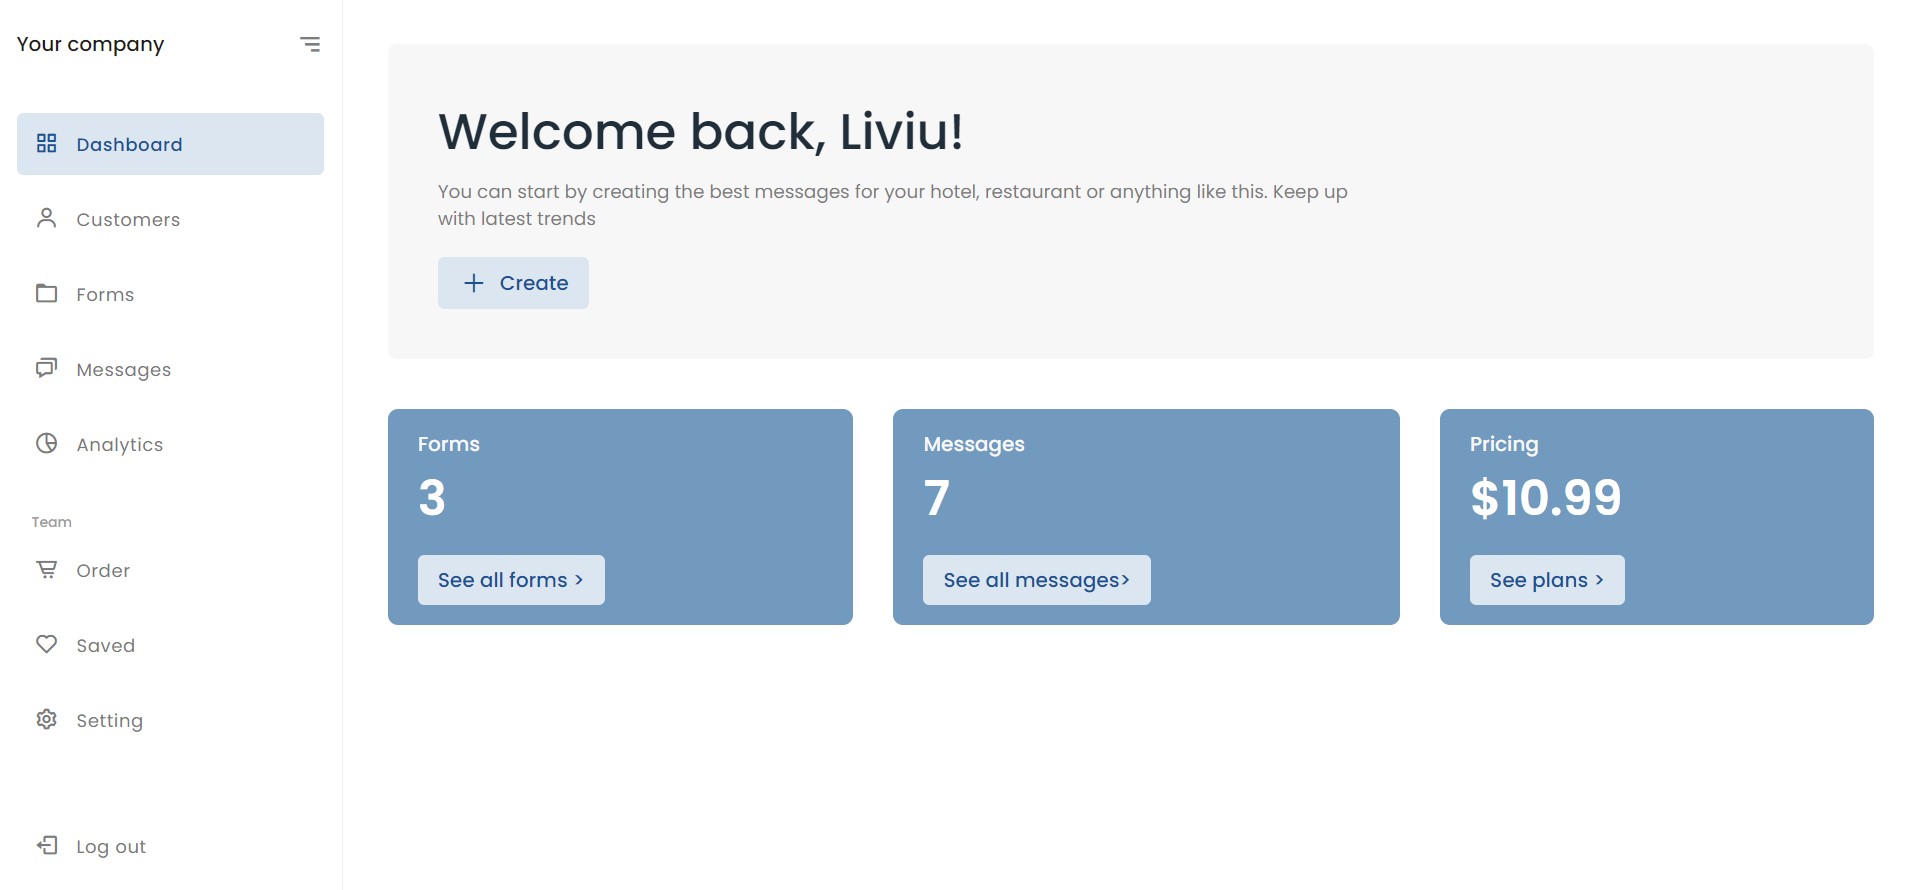 Your company
Dashboard
Customers
Forms
Messages
Analytics
Team
Order
Saved
Setting
Log out
Welcome back, Liviu!
You can start by creating the best messages for your hotel, restaurant or anything like this. Keep up
with latest trends
Create
Forms
3
See all forms >
Messages
7
See all messages>
Pricing
$10.99
See plans >